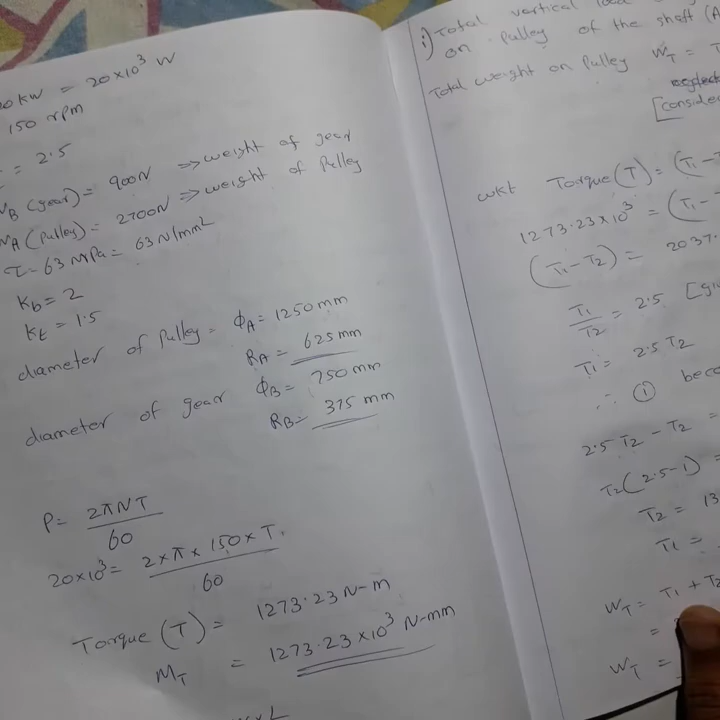 0 KW = 20×10³ W
150 rpm
= 2.5
W_B (gear) = 900N ⇒ weight of gear
W_A (pulley) = 2700N ⇒ weight of pulley
τ = 63 MPa = 63 N/mm²
K_b = 2
K_t = 1.5
diameter of pulley = ϕ_A = 1250 mm
R_A = 625 mm
diameter of gear ϕ_B = 750 mm
R_B = 375 mm
P = 2πNT / 60
20×10³ = 2×π×150×T / 60
Torque (T) = 1273.23 N-m
M_T = 1273.23×10³ N-mm
i) Total vertical
on pulley of the shaft (A
Total weight on pulley W_T = T
[conside
WKT Torque (T) = (T₁ -
1273.23×10³ = (T₁ -
(T₁ - T₂) = 2037.
T₁ / T₂ = 2.5 [gi
T₁ = 2.5 T₂
∴ ① beco
2.5 T₂ - T₂ =
T₂ (2.5 - 1) =
T₂ = 13
T₁ =
W_T = T₁ + T₂
=
W_T =